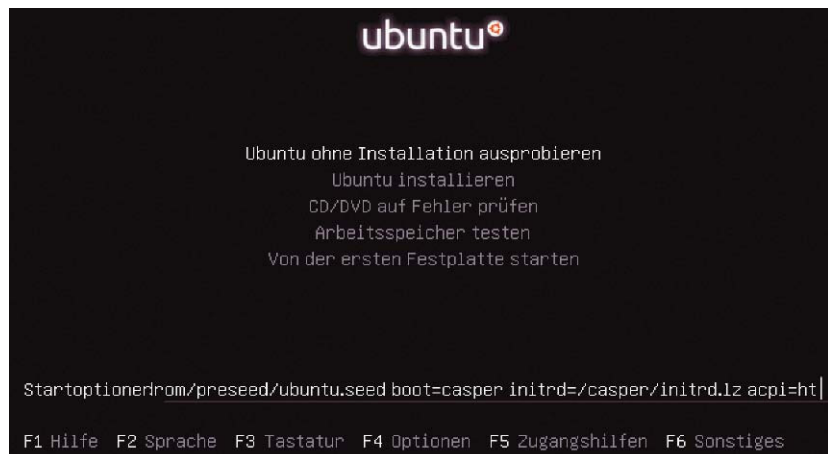 ubuntu
Ubuntu ohne Installation ausprobieren
Ubuntu installieren
CD/DVD auf Fehler prüfen
Arbeitsspeicher testen
Von der ersten Festplatte starten
Startoptionedrom/preseed/ubuntu.seed boot=casper initrd=/casper/initrd.lz acpi=ht
F1 Hilfe F2 Sprache F3 Tastatur F4 Optionen F5 Zugangshilfen F6 Sonstiges